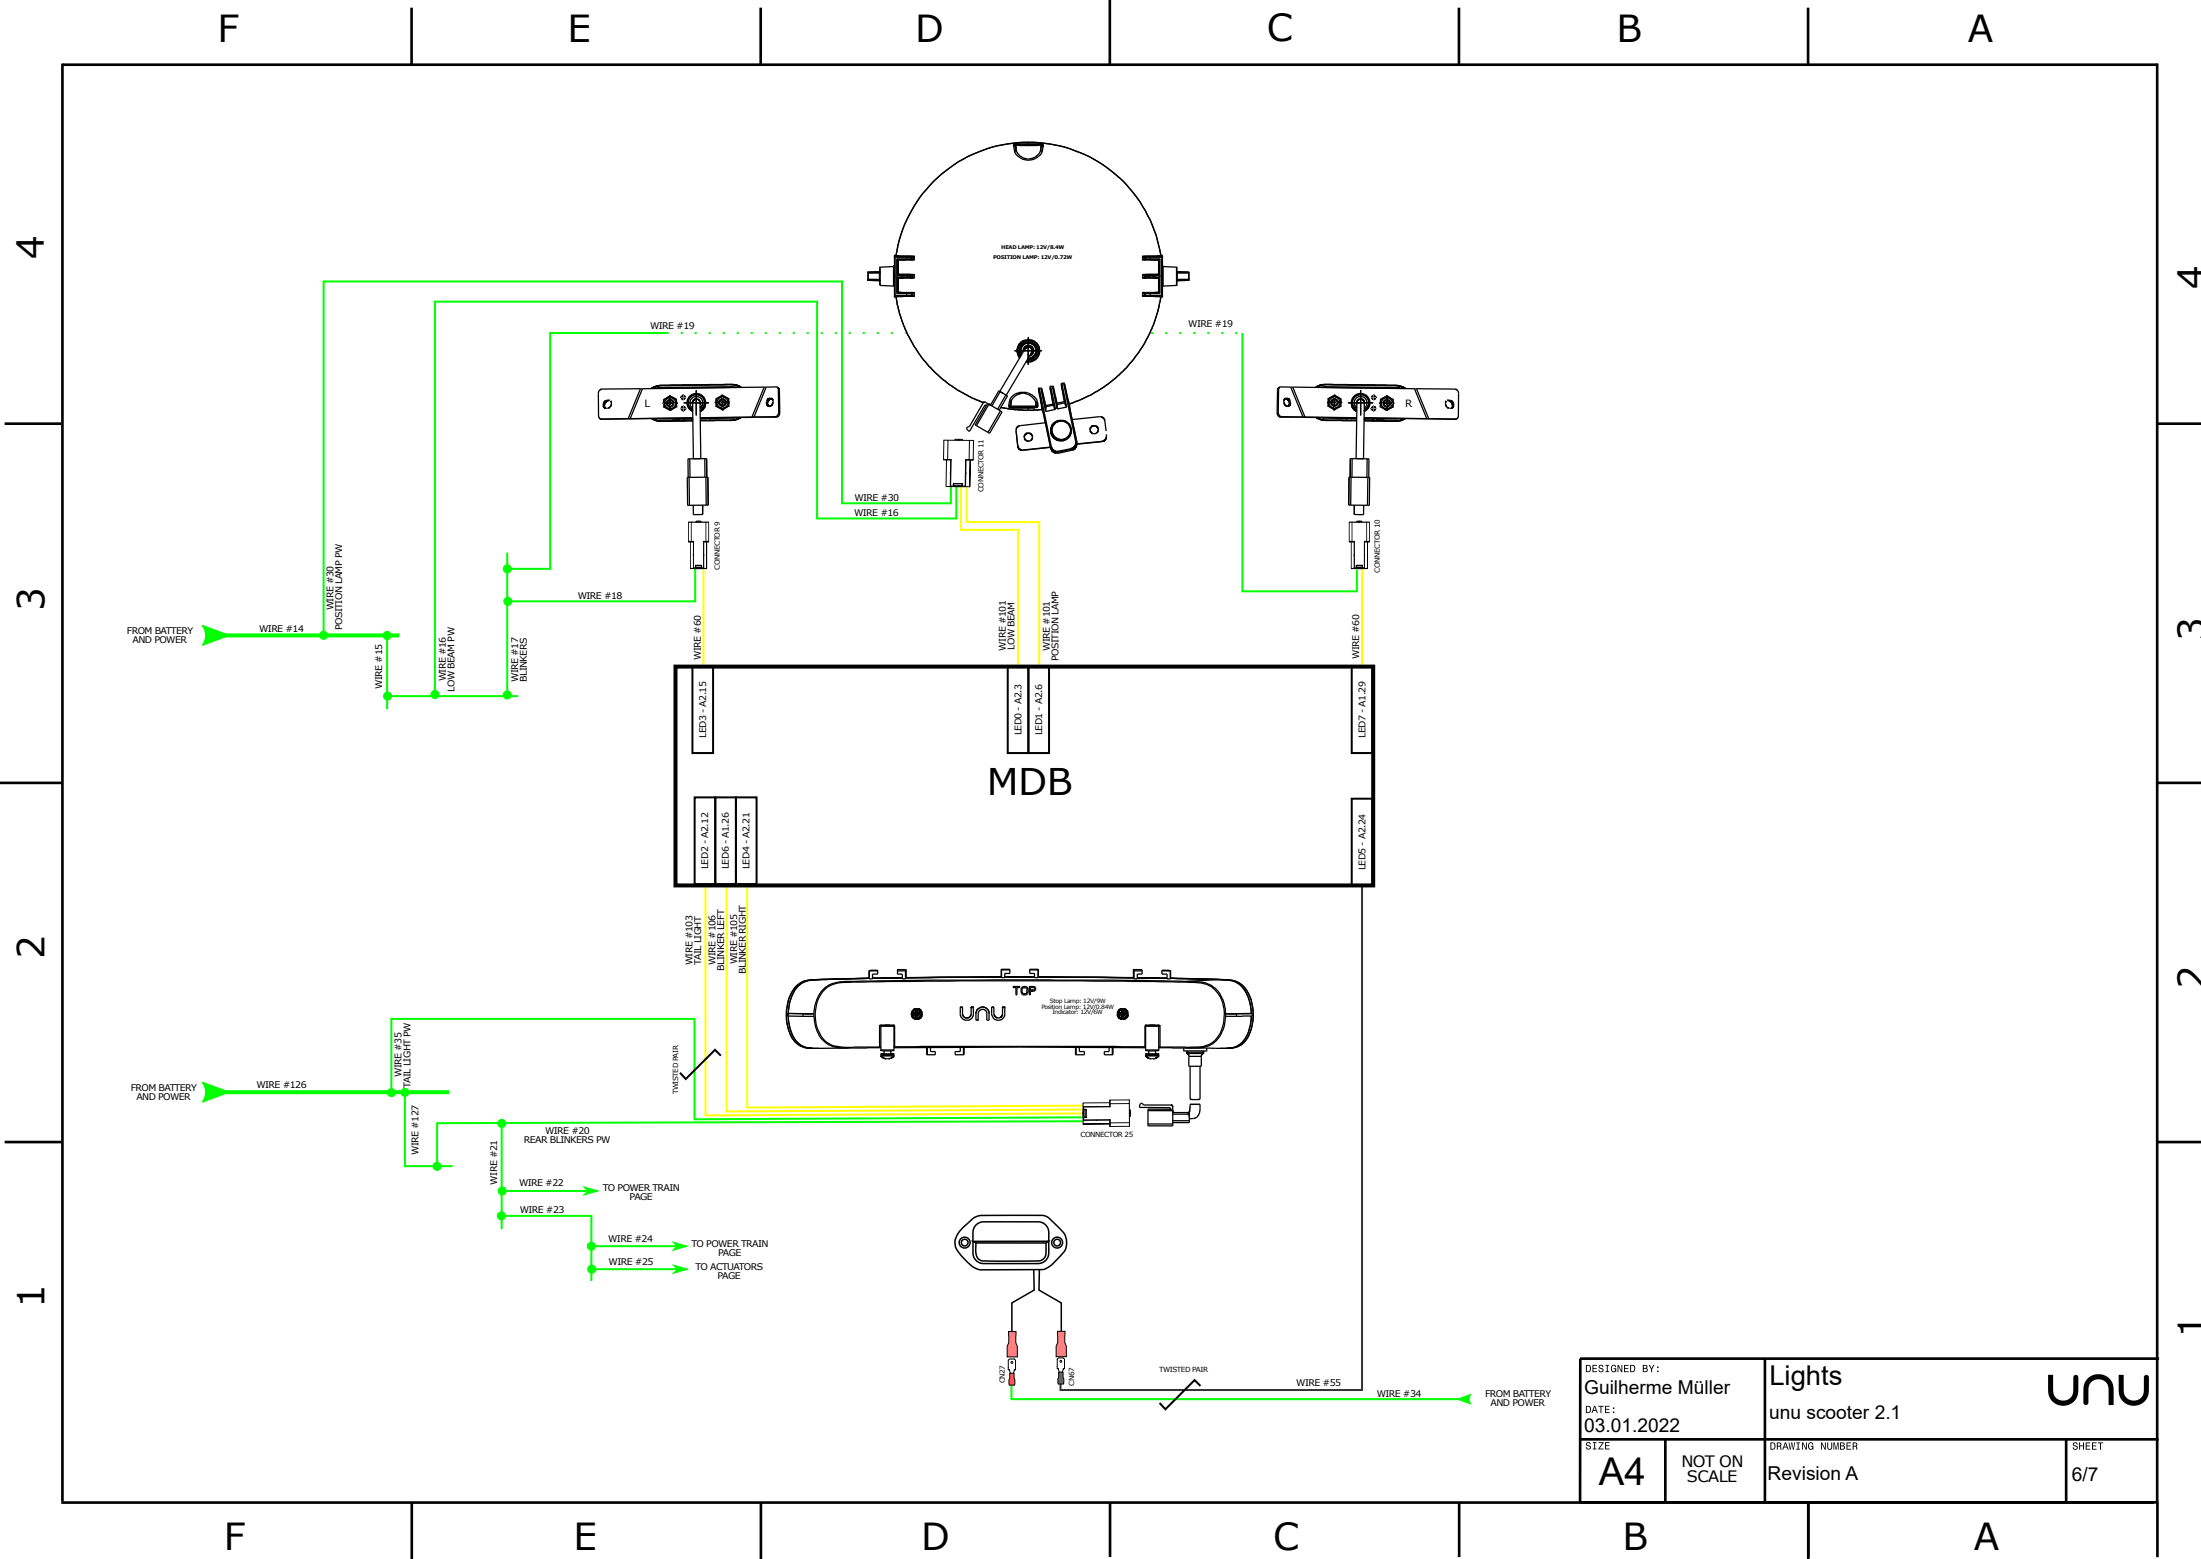 F E D C B A
4
4
HEAD LAMP: 12V/8.4W
POSITION LAMP: 12V/0.72W
WIRE #19
WIRE #19
L
R
CONNECTOR 11
WIRE #30
WIRE #16
CONNECTOR 9
CONNECTOR 10
3
3
FROM BATTERY
AND POWER
WIRE #14
WIRE #30
POSITION LAMP PW
WIRE #15
WIRE #16
LOW BEAM PW
WIRE #17
BLINKERS
WIRE #18
WIRE #60
WIRE #101
LOW BEAM
WIRE #101
POSITION LAMP
WIRE #60
LED3 - A2.15
LED0 - A2.3
LED1 - A2.6
LED7 - A1.29
MDB
LED2 - A2.12
LED6 - A1.26
LED4 - A2.21
LED5 - A2.24
2
2
WIRE #103
TAIL LIGHT
WIRE #106
BLINKER LEFT
WIRE #105
BLINKER RIGHT
TOP
unu
Stop Lamp: 12V/9W
Position Lamp: 12V/0.84W
Indicator: 12V/6W
WIRE #35
TAIL LIGHT PW
TWISTED PAIR
FROM BATTERY
AND POWER
WIRE #126
WIRE #127
WIRE #20
REAR BLINKERS PW
CONNECTOR 25
WIRE #21
WIRE #22
TO POWER TRAIN
PAGE
WIRE #23
WIRE #24
TO POWER TRAIN
PAGE
WIRE #25
TO ACTUATORS
PAGE
1
1
CN27
CN67
TWISTED PAIR
WIRE #55
WIRE #34
FROM BATTERY
AND POWER
DESIGNED BY:
Guilherme Müller
DATE:
03.01.2022
Lights
unu scooter 2.1
unu
SIZE
A4
NOT ON
SCALE
DRAWING NUMBER
Revision A
SHEET
6/7
F E D C B A